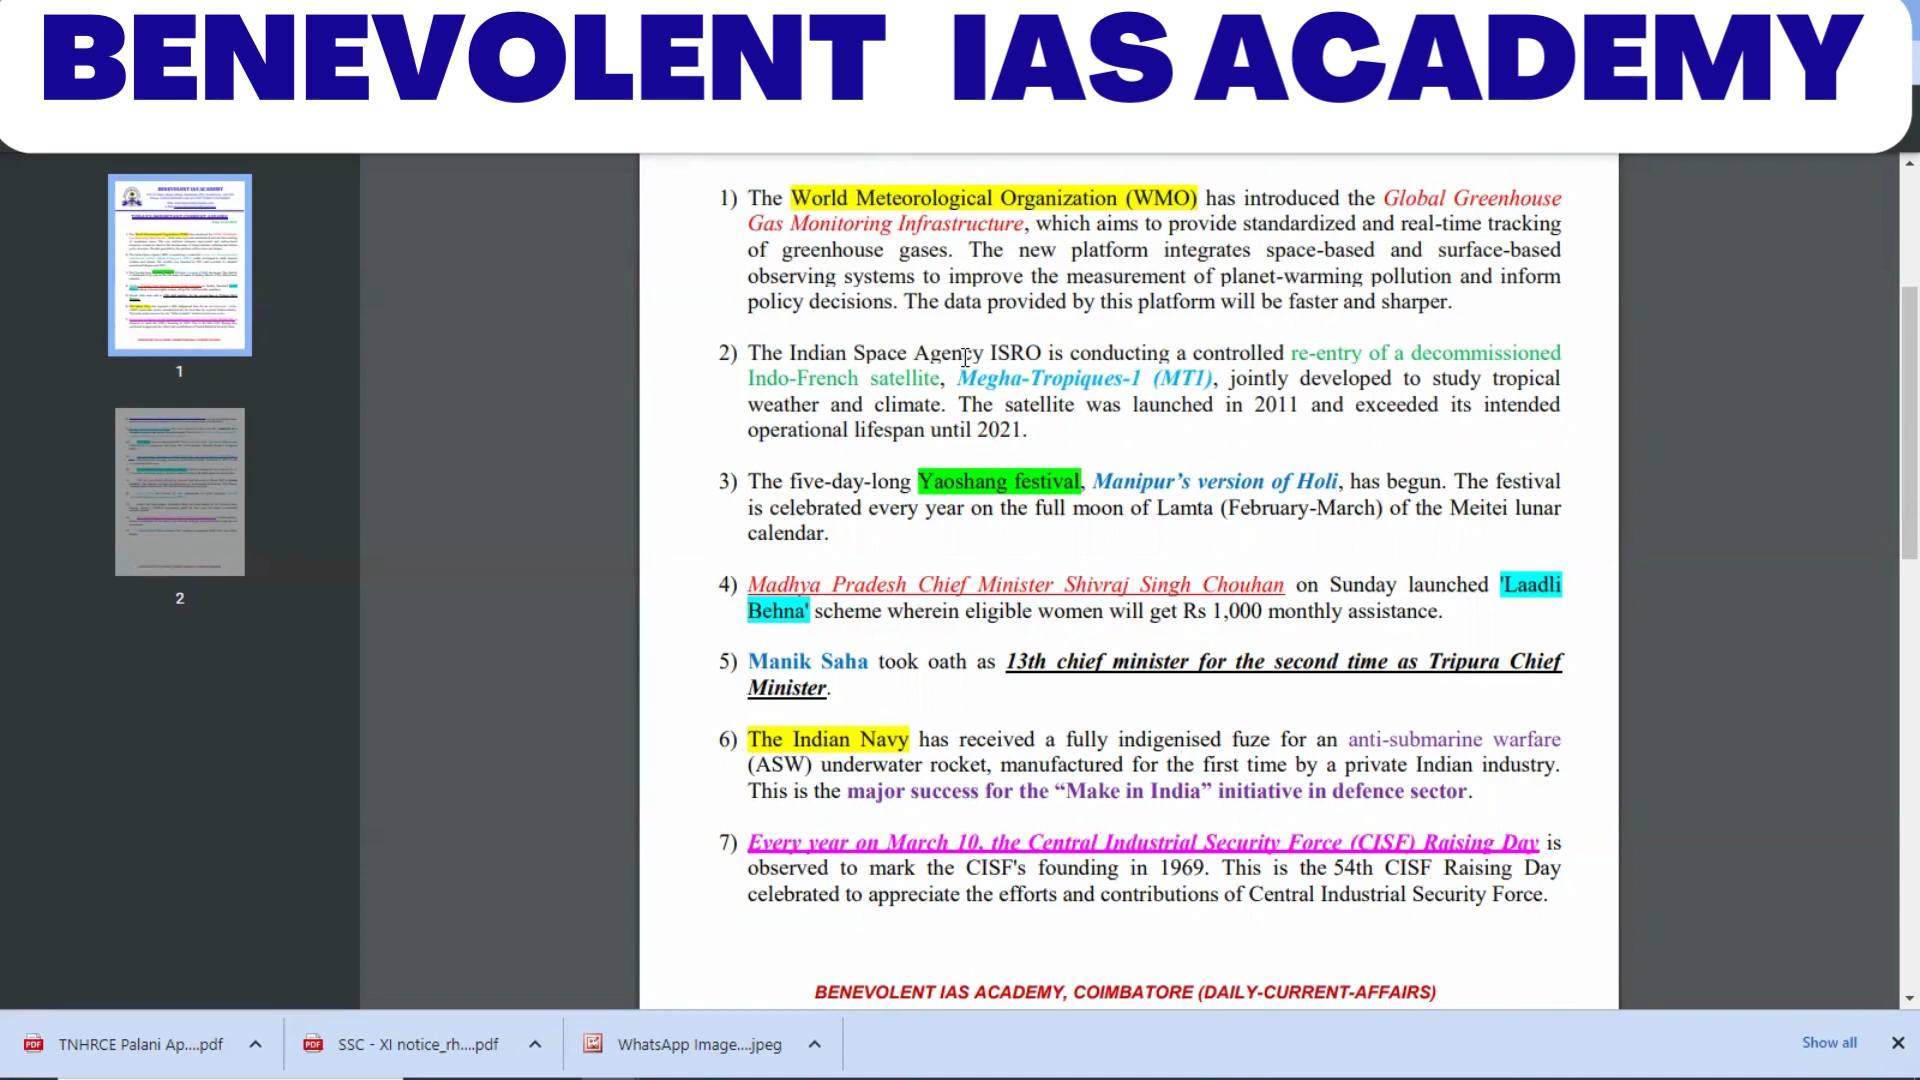 BENEVOLENT IAS ACADEMY
1) The World Meteorological Organization (WMO) has introduced the Global Greenhouse
Gas Monitoring Infrastructure, which aims to provide standardized and real-time tracking
of greenhouse gases. The new platform integrates space-based and surface-based
observing systems to improve the measurement of planet-warming pollution and inform
policy decisions. The data provided by this platform will be faster and sharper.
2) The Indian Space Agency ISRO is conducting a controlled re-entry of a decommissioned
Indo-French satellite, Megha-Tropiques-1 (MT1), jointly developed to study tropical
weather and climate. The satellite was launched in 2011 and exceeded its intended
operational lifespan until 2021.
3) The five-day-long Yaoshang festival, Manipur’s version of Holi, has begun. The festival
is celebrated every year on the full moon of Lamta (February-March) of the Meitei lunar
calendar.
4) Madhya Pradesh Chief Minister Shivraj Singh Chouhan on Sunday launched 'Laadli
Behna' scheme wherein eligible women will get Rs 1,000 monthly assistance.
5) Manik Saha took oath as 13th chief minister for the second time as Tripura Chief
Minister.
6) The Indian Navy has received a fully indigenised fuze for an anti-submarine warfare
(ASW) underwater rocket, manufactured for the first time by a private Indian industry.
This is the major success for the “Make in India” initiative in defence sector.
7) Every year on March 10, the Central Industrial Security Force (CISF) Raising Day is
observed to mark the CISF's founding in 1969. This is the 54th CISF Raising Day
celebrated to appreciate the efforts and contributions of Central Industrial Security Force.
BENEVOLENT IAS ACADEMY, COIMBATORE (DAILY-CURRENT-AFFAIRS)
BENEVOLENT IAS ACADEMY
1
2
TNHRCE Palani Ap....pdf
SSC - XI notice_rh....pdf
WhatsApp Image....jpeg
Show all